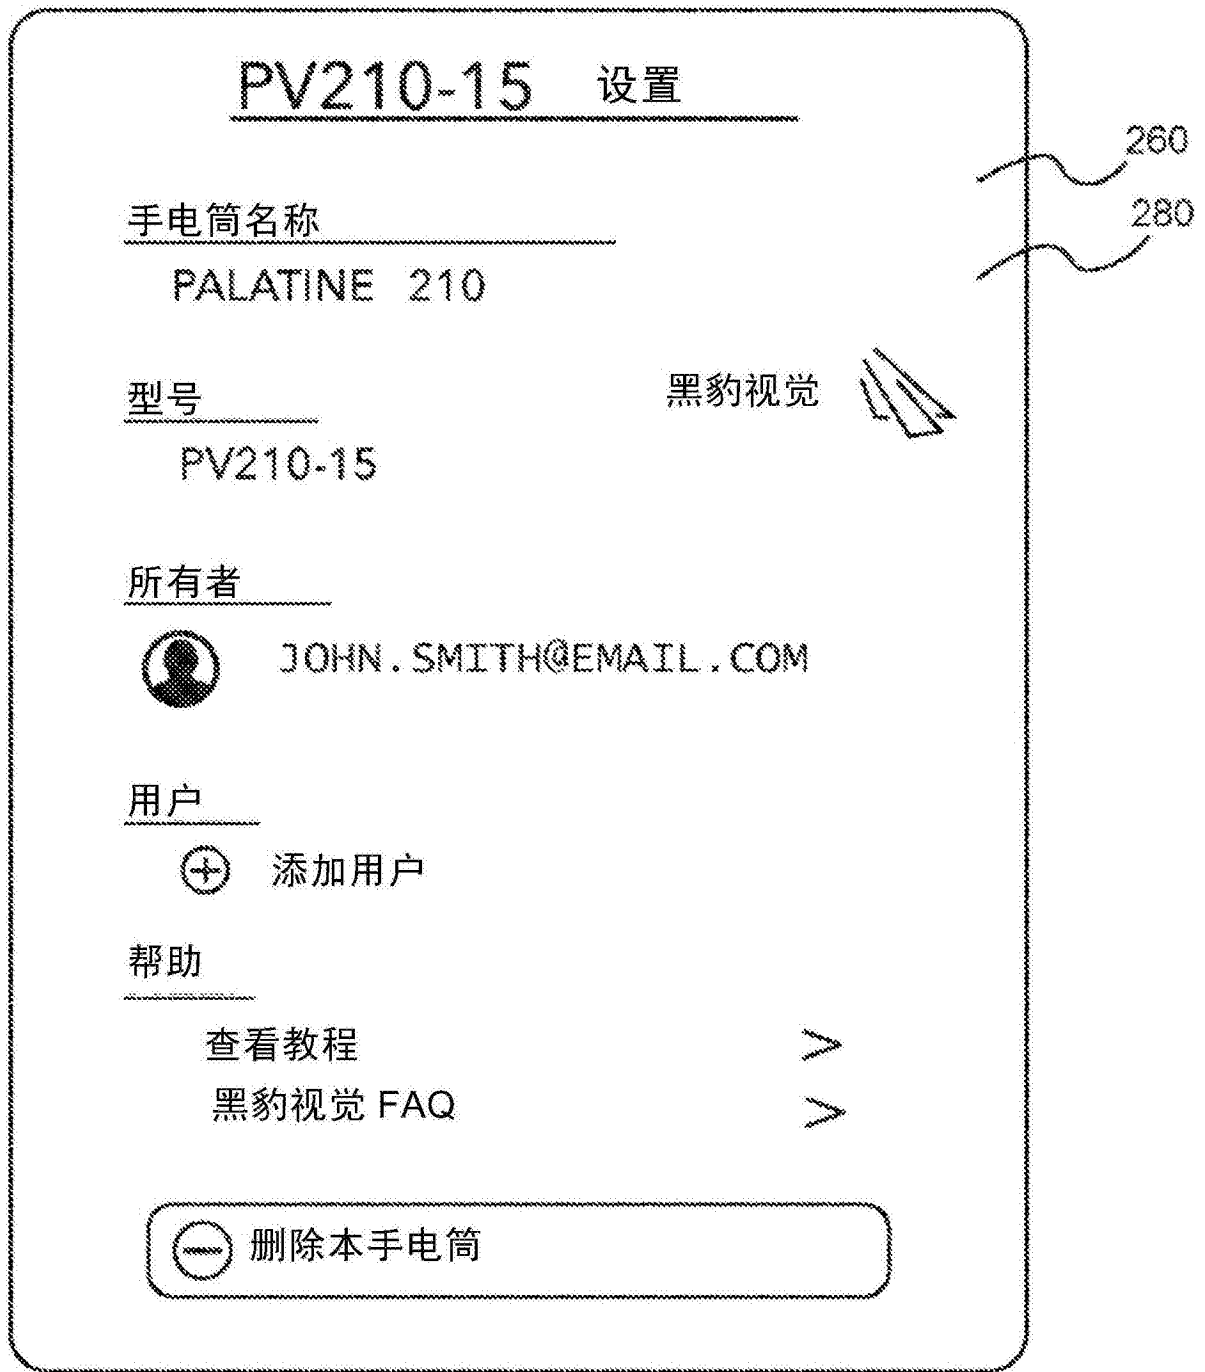 PV210-15 设置
260
手电筒名称
280
PALATINE 210
型号
黑豹视觉
PV210-15
所有者
JOHN.SMITH@EMAIL.COM
用户
添加用户
帮助
查看教程 >
黑豹视觉 FAQ >
删除本手电筒